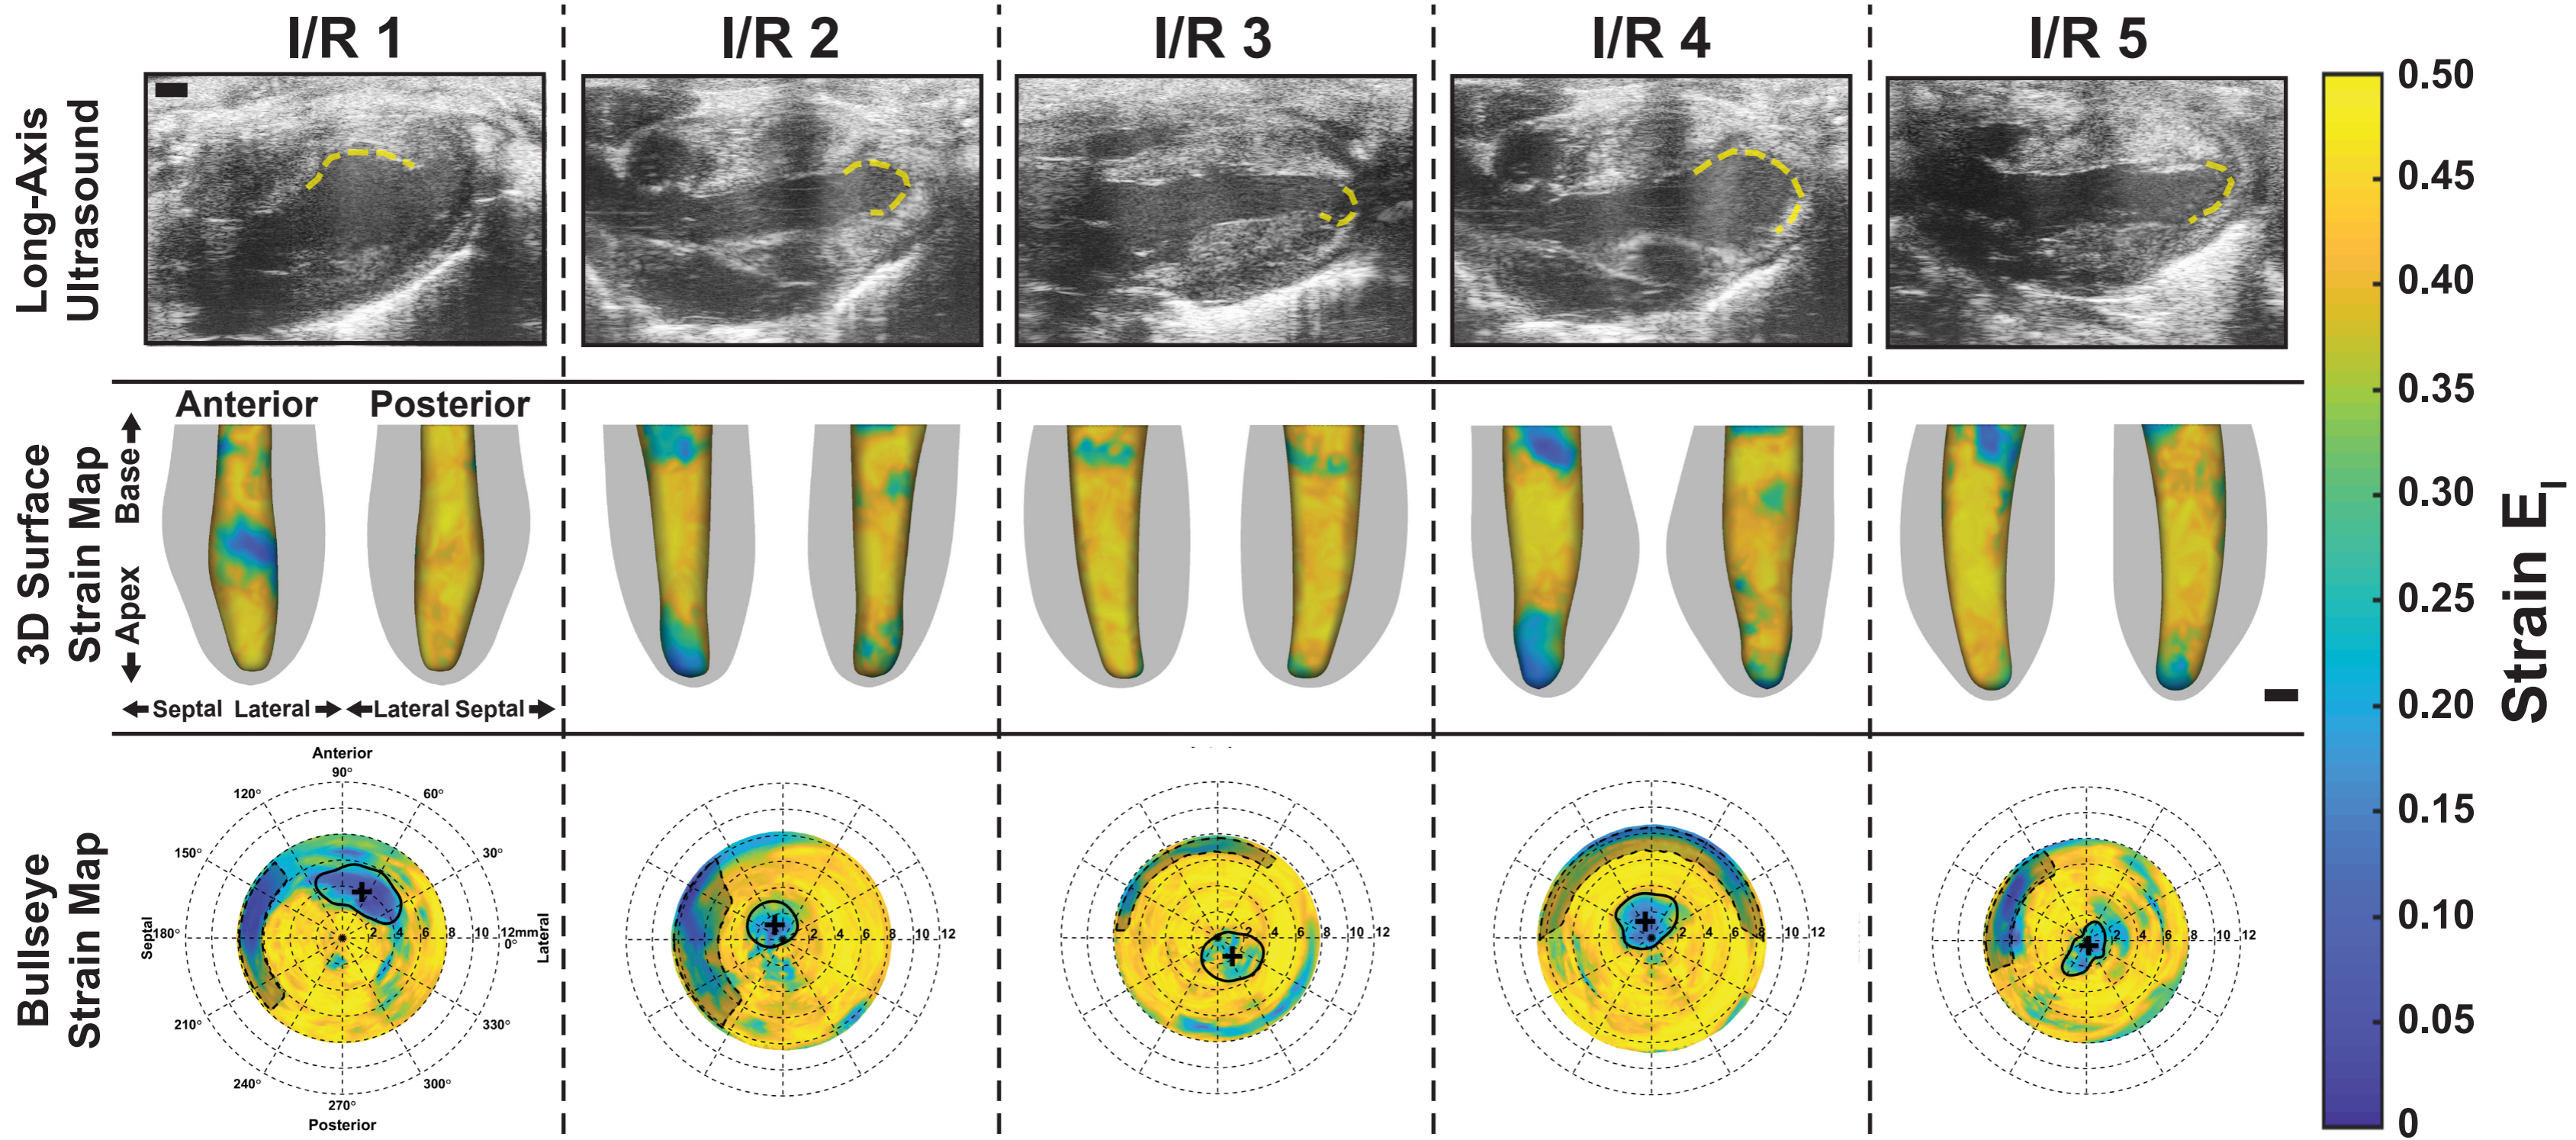 I/R 1
I/R 2
I/R 3
I/R 4
I/R 5
Long-Axis
Ultrasound
3D Surface
Strain Map
Anterior
Posterior
Base
Apex
Septal
Lateral
Lateral
Septal
Bullseye
Strain Map
Anterior
90°
120°
60°
150°
30°
Septal
180°
2
4
6
8
10
12mm
0°
Lateral
210°
330°
240°
300°
270°
Posterior
2
4
6
8
10
12
2
4
6
8
10
12
2
4
6
8
10
12
2
4
6
8
10
12
0.50
0.45
0.40
0.35
0.30
0.25
0.20
0.15
0.10
0.05
0
Strain E_I